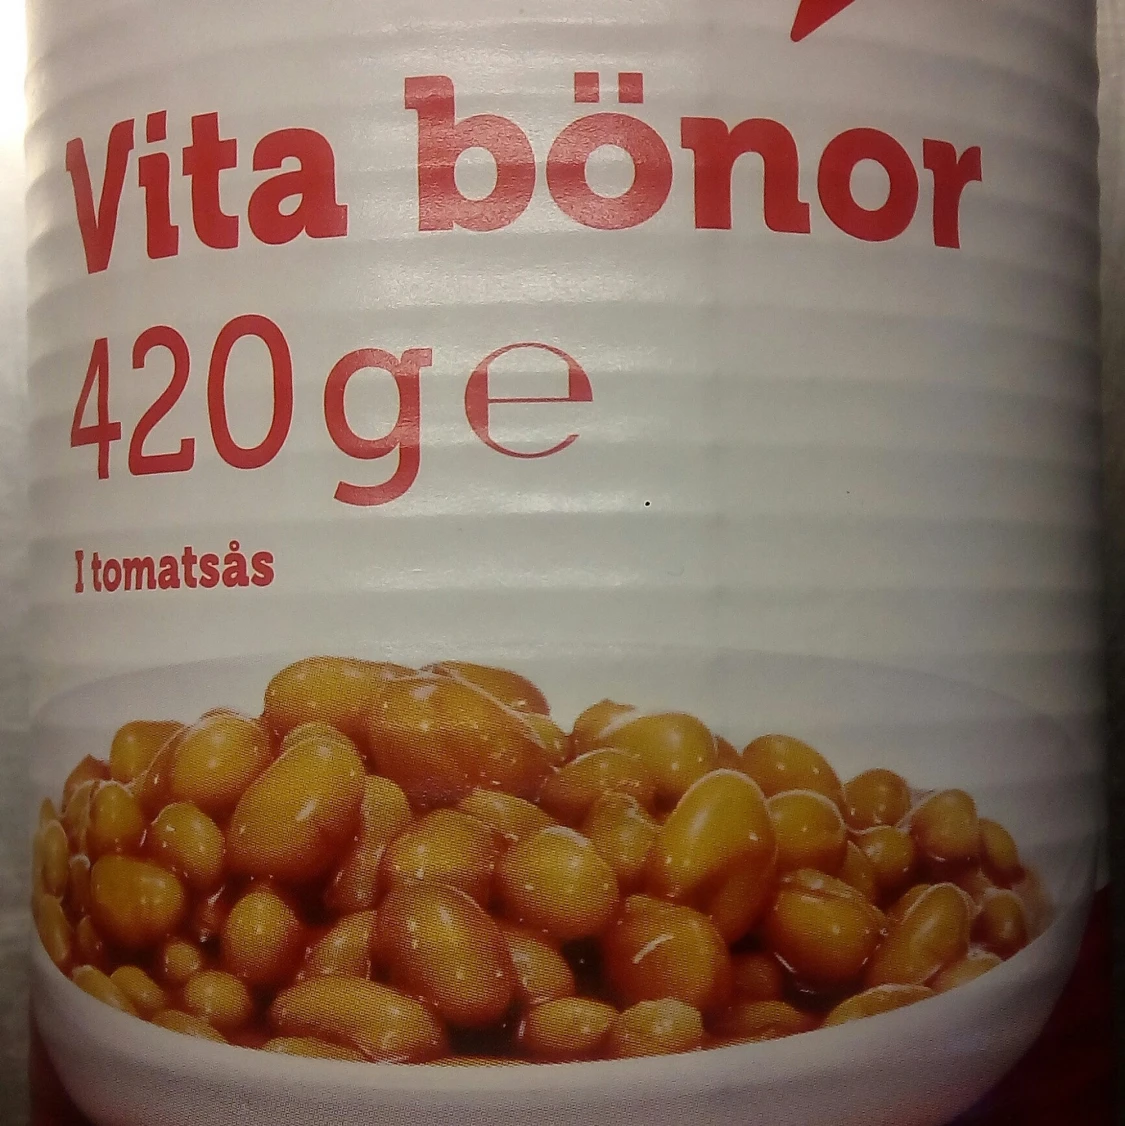 Vita bönor
420 g ℮
I tomatsås